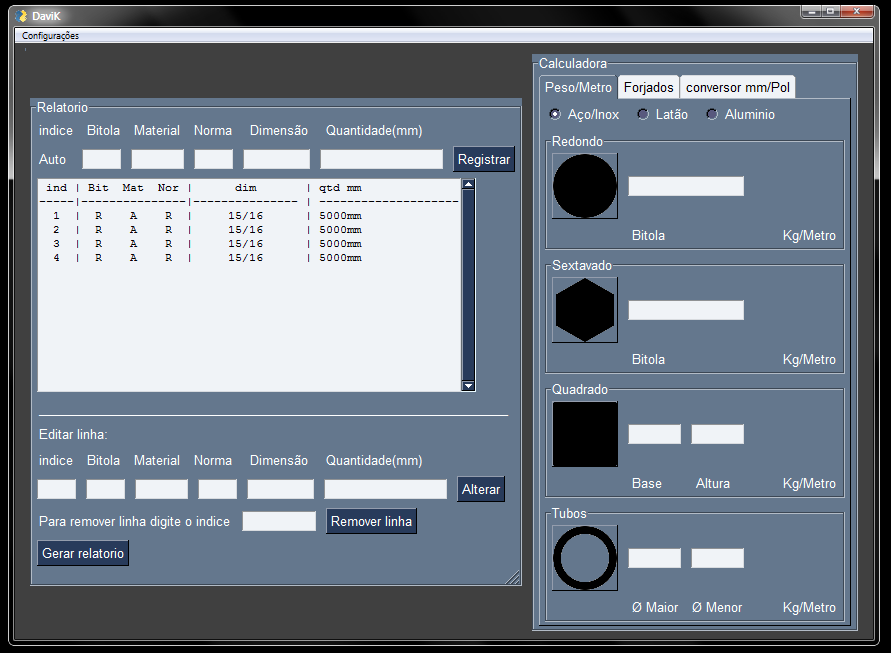 DaviK
Configurações
Relatorio
indice Bitola Material Norma Dimensão Quantidade(mm)
Auto Registrar
ind | Bit Mat Nor | dim | qtd mm
-----|---------------|--------------- | --------------------
1 | R A R | 15/16 | 5000mm
2 | R A R | 15/16 | 5000mm
3 | R A R | 15/16 | 5000mm
4 | R A R | 15/16 | 5000mm
Editar linha:
indice Bitola Material Norma Dimensão Quantidade(mm)
Alterar
Para remover linha digite o indice Remover linha
Gerar relatorio
Calculadora
Peso/Metro Forjados conversor mm/Pol
Aço/Inox Latão Aluminio
Redondo
Bitola Kg/Metro
Sextavado
Bitola Kg/Metro
Quadrado
Base Altura Kg/Metro
Tubos
Ø Maior Ø Menor Kg/Metro